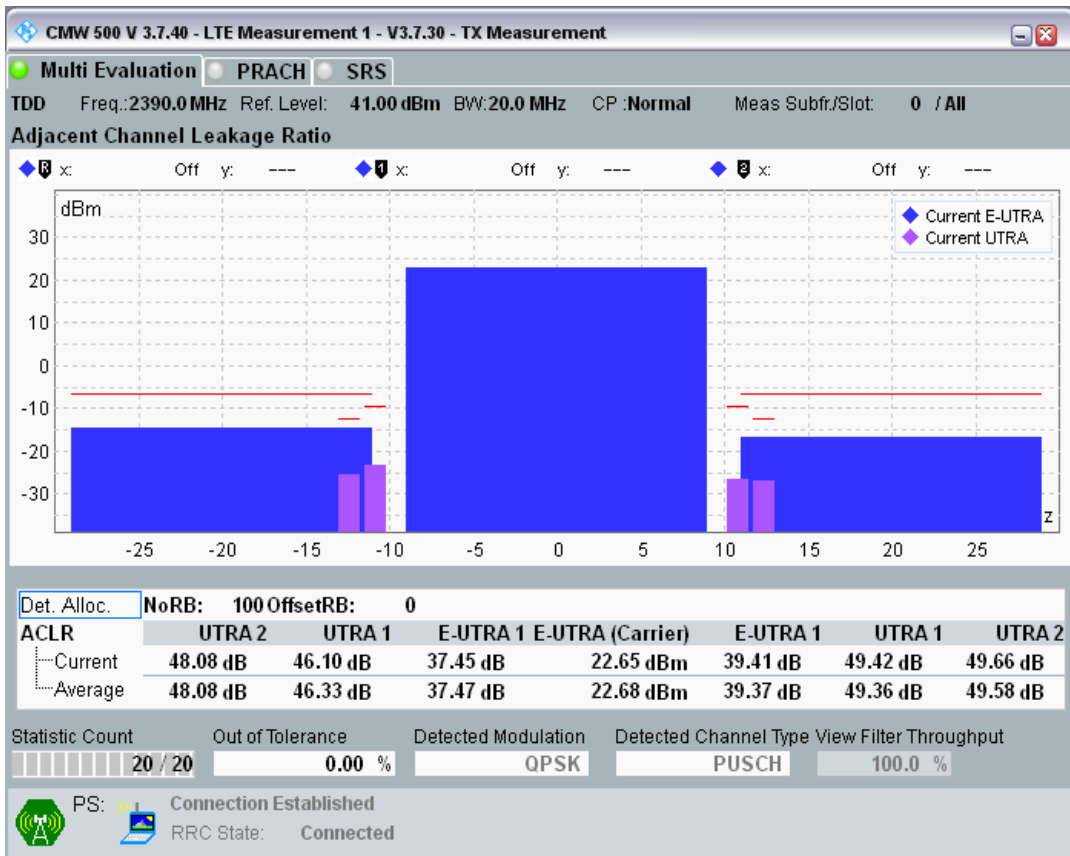 CMW 500 V 3.7.40 - LTE Measurement 1 - V3.7.30 - TX Measurement
Multi Evaluation PRACH SRS
TDD Freg.:2390.0 MHz Ref. Level: 41.00 dBm BW:20.0 MHz CP :Normal Meas Subfr./Slot: 0 / All
Adjacent Channel Leakage Ratio
R x: Off y: --- 1 x: Off y: --- 2 x: Off y: ---
dBm
Current E-UTRA
Current UTRA
30
20
10
0
-10
-20
-30
z
-25 -20 -15 -10 -5 0 5 10 15 20 25
Det. Alloc. NoRB: 100 OffsetRB: 0
ACLR UTRA 2 UTRA 1 E-UTRA 1 E-UTRA (Carrier) E-UTRA 1 UTRA 1 UTRA 2
Current 48.08 dB 46.10 dB 37.45 dB 22.65 dBm 39.41 dB 49.42 dB 49.66 dB
Average 48.08 dB 46.33 dB 37.47 dB 22.68 dBm 39.37 dB 49.36 dB 49.58 dB
Statistic Count Out of Tolerance Detected Modulation Detected Channel Type View Filter Throughput
20 / 20 0.00 % QPSK PUSCH 100.0 %
PS: Connection Established
RRC State: Connected